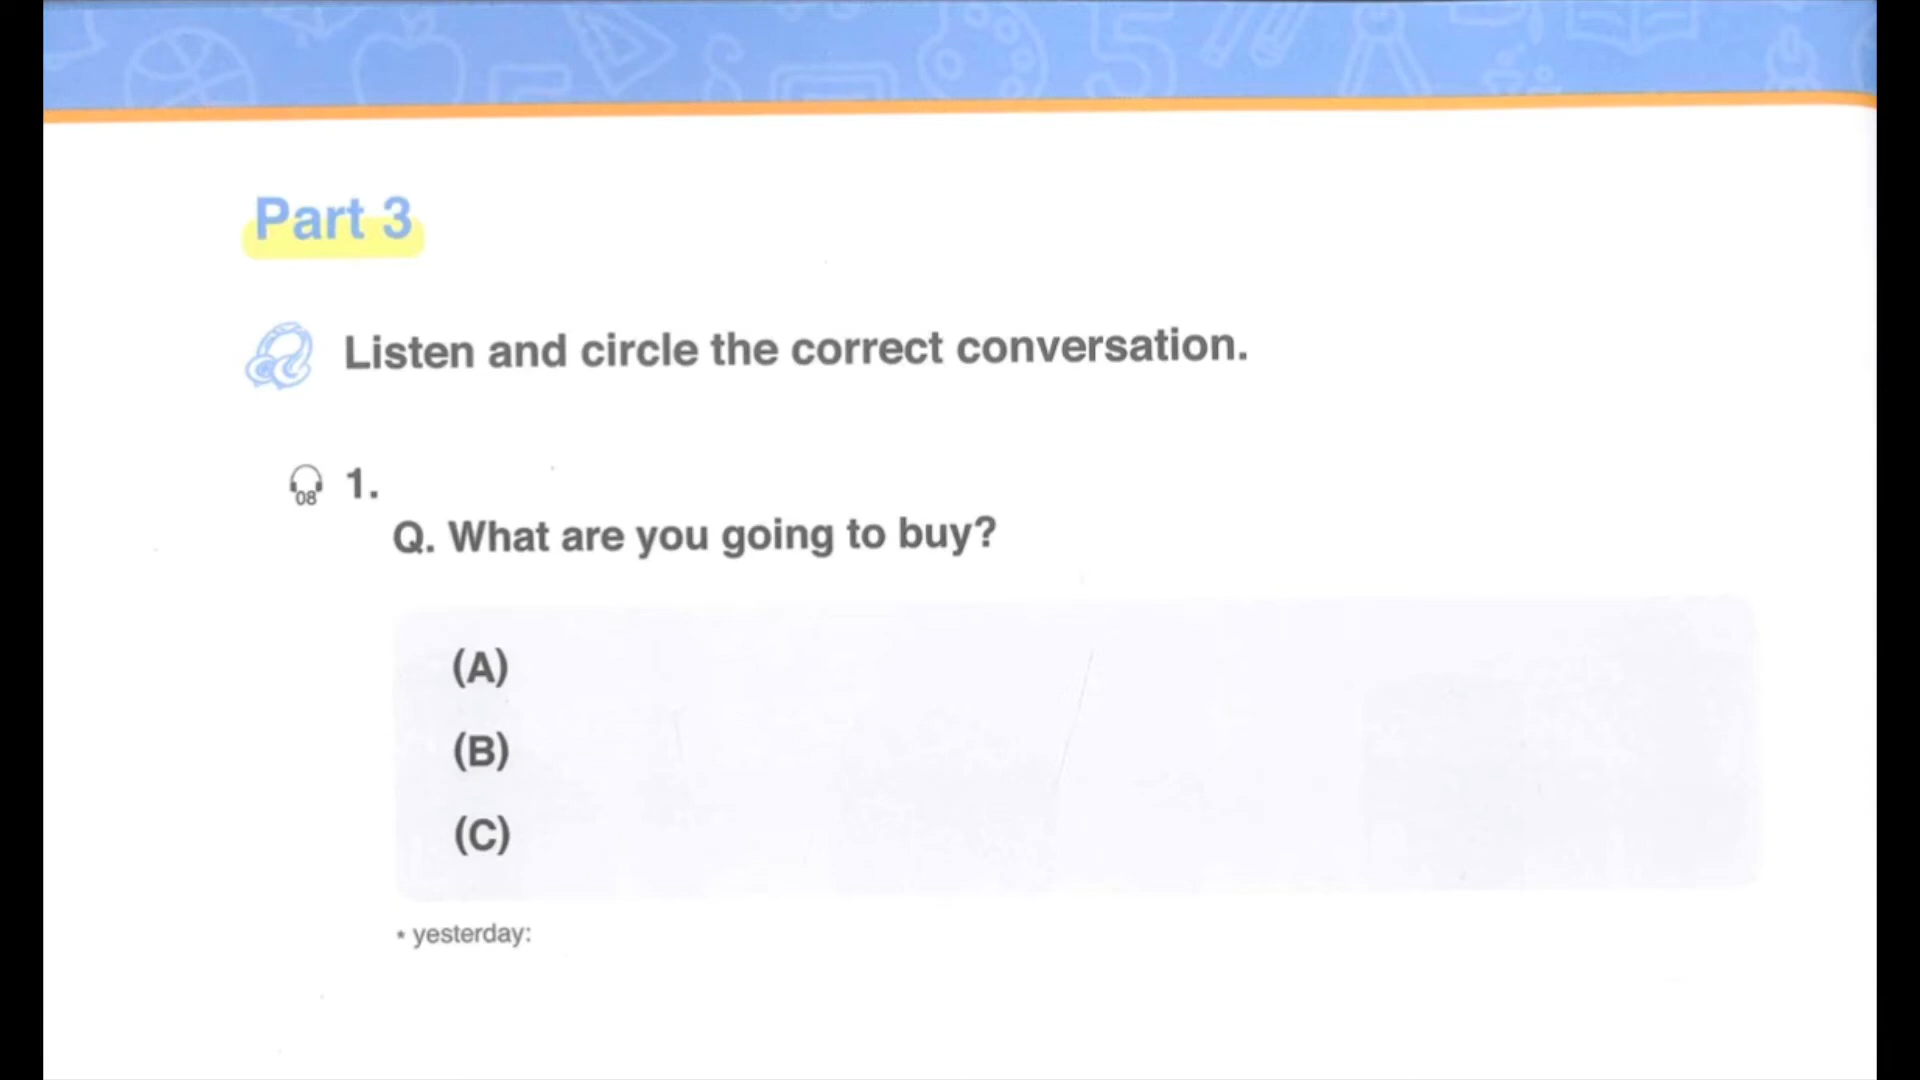 Part 3
Listen and circle the correct conversation.
08 1.
Q. What are you going to buy?
(A)
(B)
(C)
* yesterday: